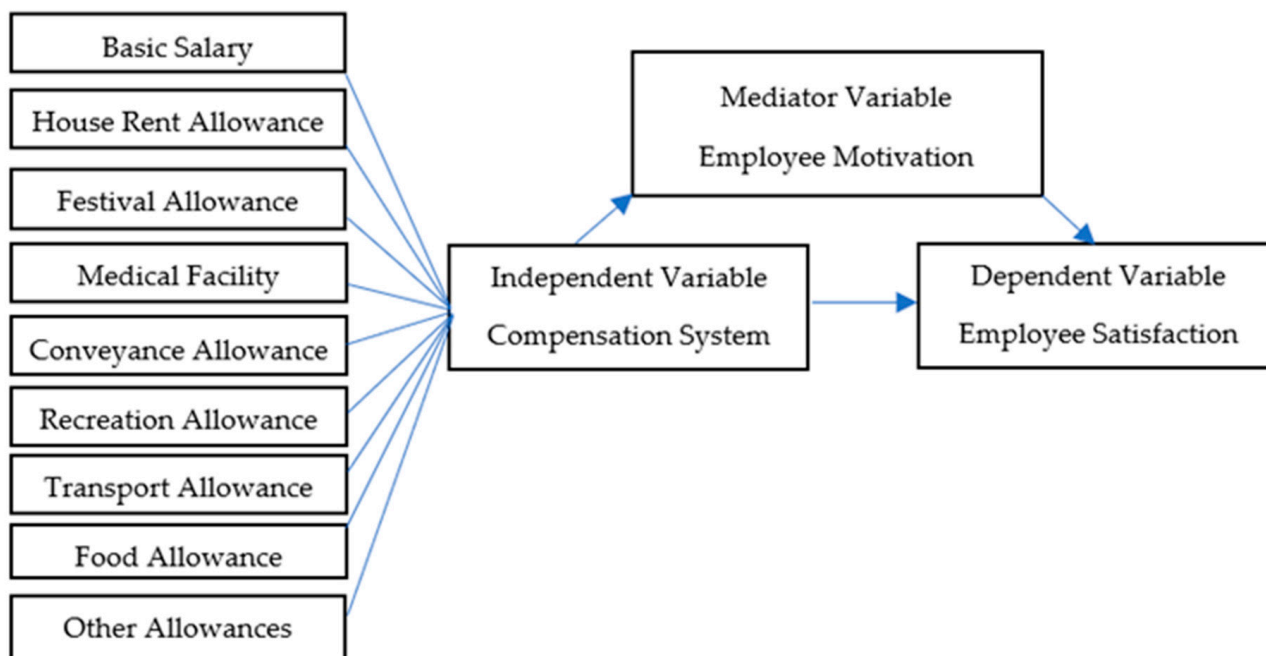 Basic Salary
House Rent Allowance
Festival Allowance
Medical Facility
Conveyance Allowance
Recreation Allowance
Transport Allowance
Food Allowance
Other Allowances
Independent Variable
Compensation System
Mediator Variable
Employee Motivation
Dependent Variable
Employee Satisfaction